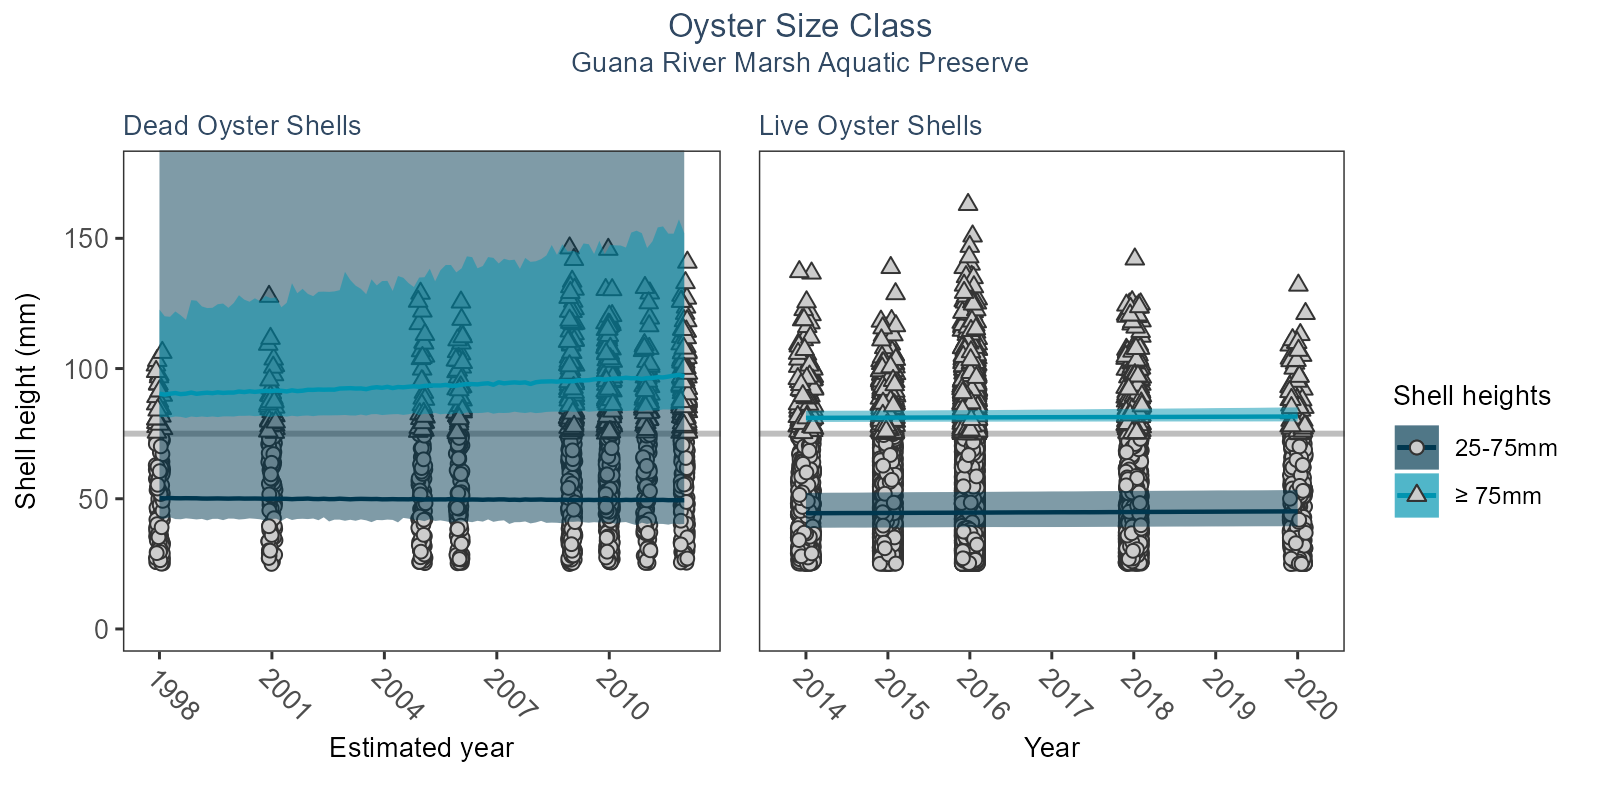 Oyster Size Class
Guana River Marsh Aquatic Preserve
Dead Oyster Shells
Live Oyster Shells
Shell height (mm)
150
100
50
0
1998
2001
2004
2007
2010
2014
2015
2016
2017
2018
2019
2020
Estimated year
Year
Shell heights
25-75mm
≥ 75mm